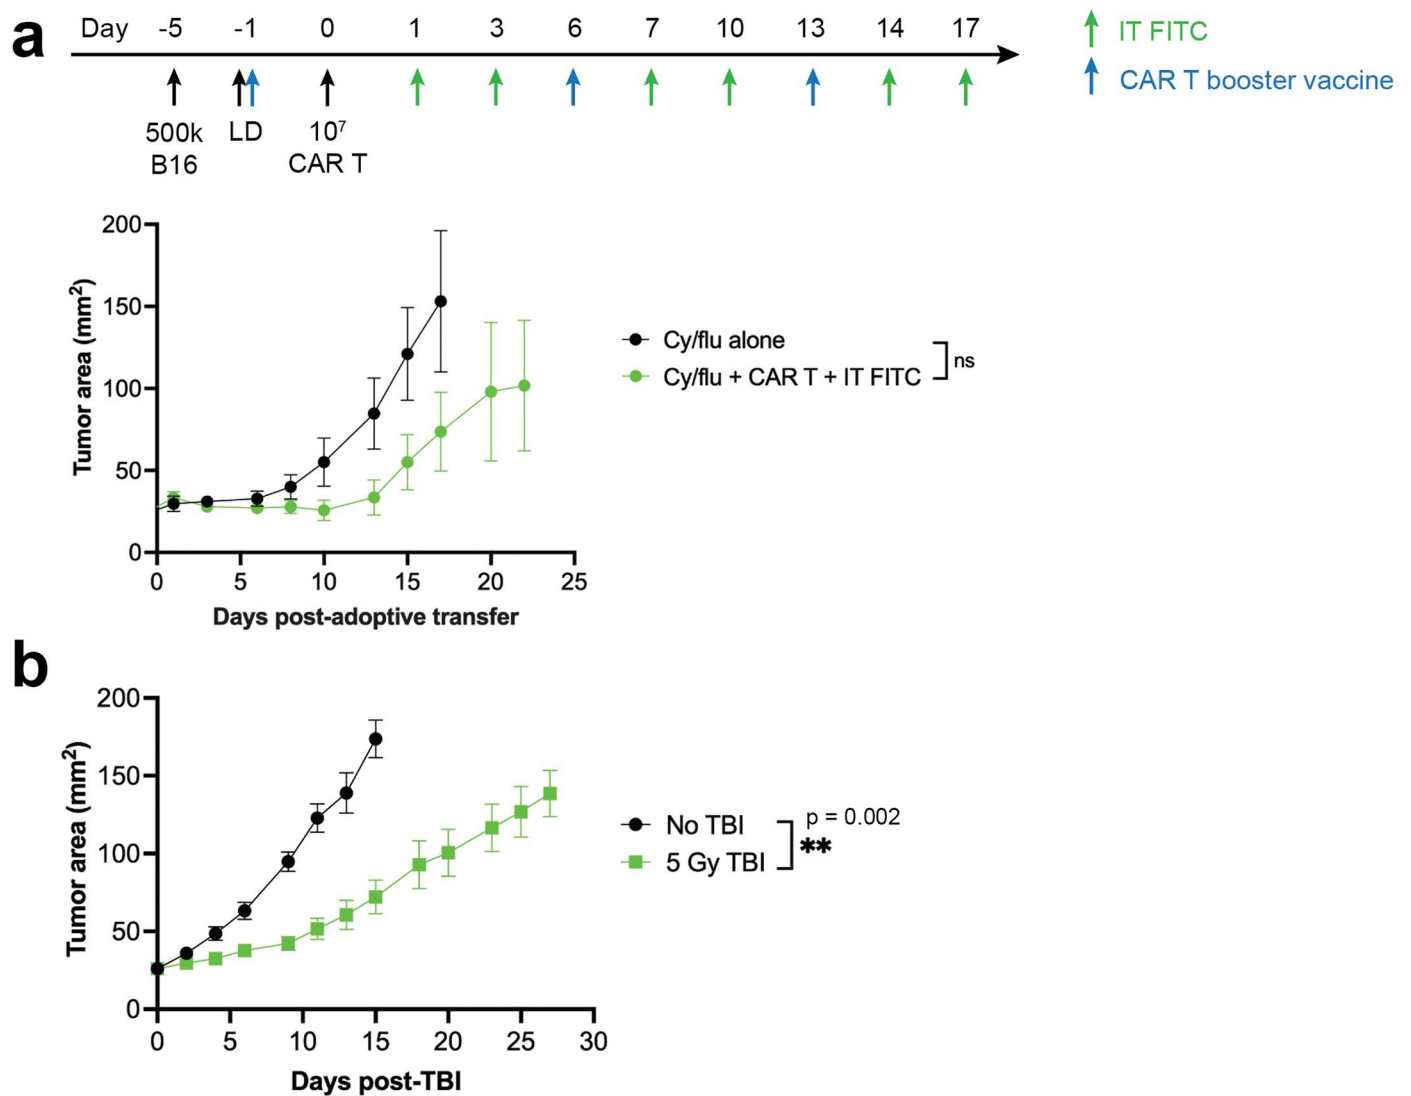 a
Day -5 -1 0 1 3 6 7 10 13 14 17
IT FITC
CAR T booster vaccine
500k
B16
LD
10⁷
CAR T
200
150
100
50
0
Tumor area (mm²)
0 5 10 15 20 25
Days post-adoptive transfer
Cy/flu alone
Cy/flu + CAR T + IT FITC
ns
b
200
150
100
50
0
Tumor area (mm²)
0 5 10 15 20 25 30
Days post-TBI
No TBI
5 Gy TBI
p = 0.002
**